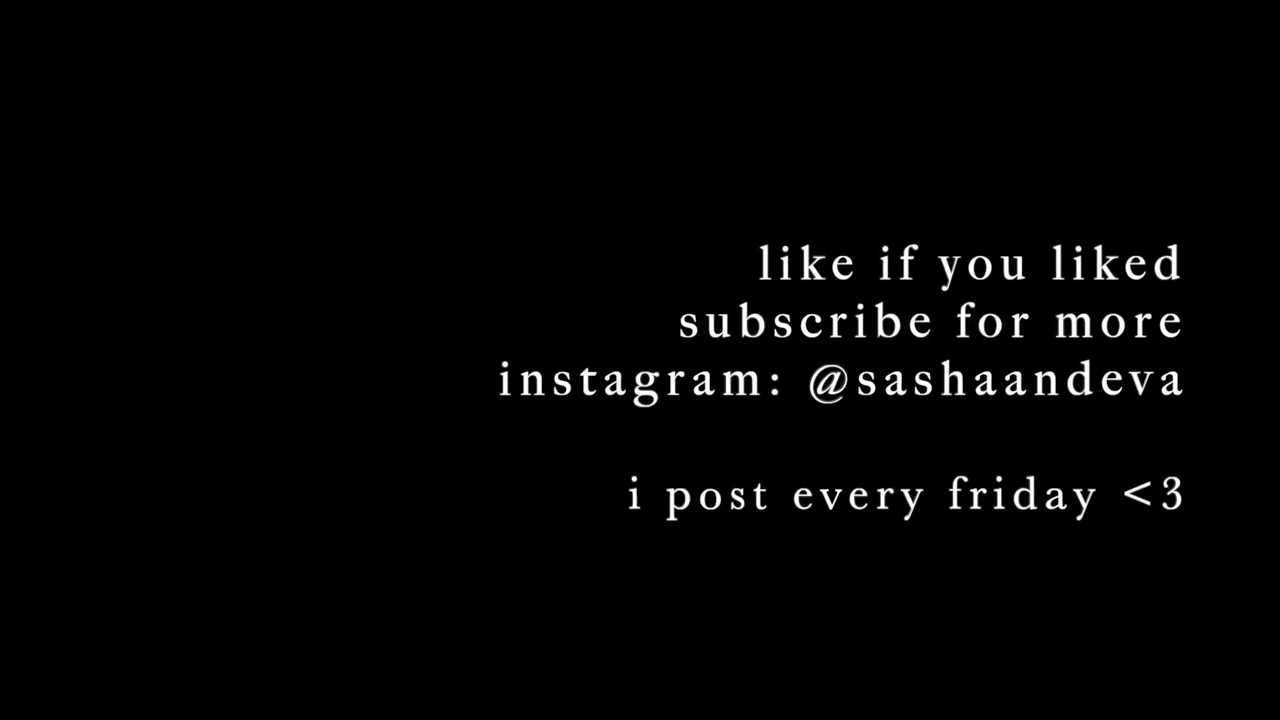 like if you liked
subscribe for more
instagram: @sashaandeva
i post every friday <3